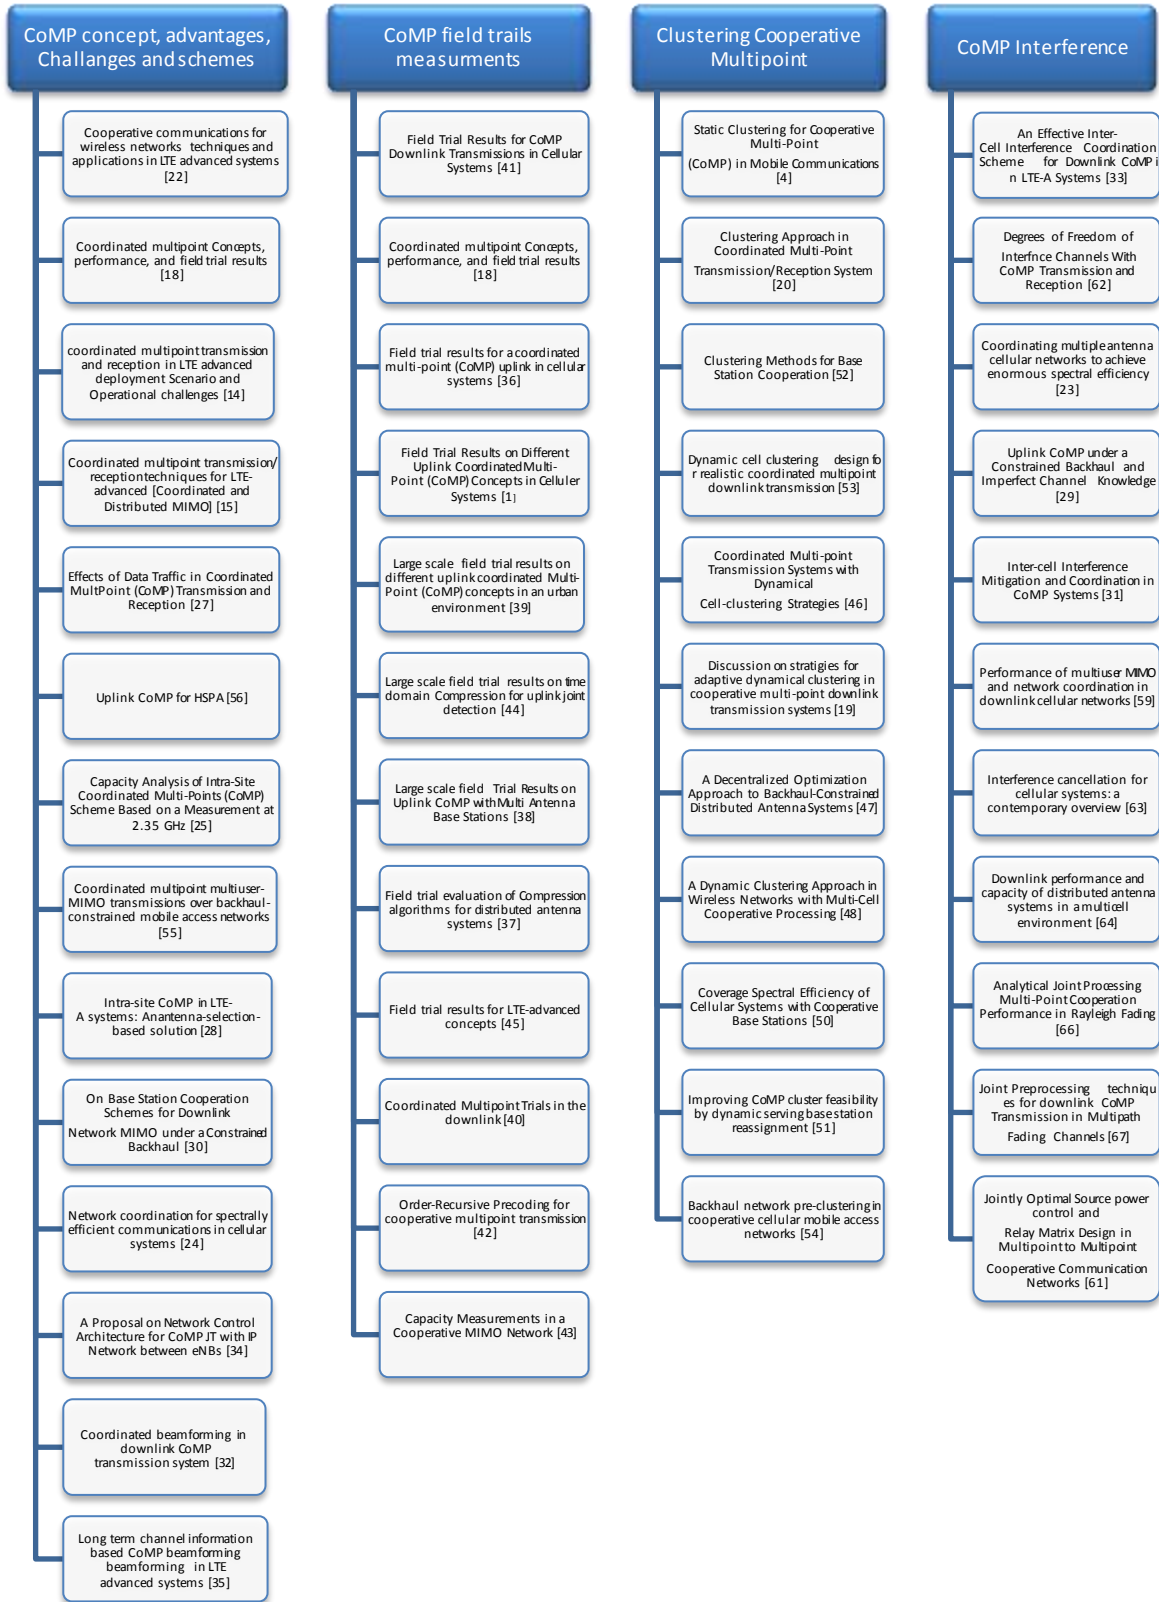 CoMP concept, advantages,
Challanges and schemes
Cooperative communications for
wireless networks techniques and
applications in LTE advanced systems
[22]
Coordinated multipoint Concepts,
performance, and field trial results
[18]
coordinated multipoint transmission
and reception in LTE advanced
deployment Scenario and
Operational challenges [14]
Coordinated multipoint transmission/
reception techniques for LTE-
advanced [Coordinated and
Distributed MIMO] [15]
Effects of Data Traffic in Coordinated
MultPoint (CoMP) Transmission and
Reception [27]
Uplink CoMP for HSPA [56]
Capacity Analysis of Intra-Site
Coordinated Multi-Points (CoMP)
Scheme Based on a Measurement at
2.35 GHz [25]
Coordinated multipoint multiuser-
MIMO transmissions over backhaul-
constrained mobile access networks
[55]
Intra-site CoMP in LTE-
A systems: An antenna-selection-
based solution [28]
On Base Station Cooperation
Schemes for Downlink
Network MIMO under a Constrained
Backhaul [30]
Network coordination for spectrally
efficient communications in cellular
systems [24]
A Proposal on Network Control
Architecture for CoMP JT with IP
Network between eNBs [34]
Coordinated beamforming in
downlink CoMP
transmission system [32]
Long term channel information
based CoMP beamforming
beamforming in LTE
advanced systems [35]
CoMP field trails
measurments
Field Trial Results for CoMP
Downlink Transmissions in Cellular
Systems [41]
Coordinated multipoint Concepts,
performance, and field trial results
[18]
Field trial results for a coordinated
multi-point (CoMP) uplink in cellular
systems [36]
Field Trial Results on Different
Uplink Coordinated Multi-
Point (CoMP) Concepts in Celluler
Systems [1]
Large scale field trial results on
different uplink coordinated Multi-
Point (CoMP) concepts in an urban
environment [39]
Large scale field trial results on time
domain Compression for uplink joint
detection [44]
Large scale field Trial Results on
Uplink CoMP with Multi Antenna
Base Stations [38]
Field trial evaluation of Compression
algorithms for distributed antenna
systems [37]
Field trial results for LTE-advanced
concepts [45]
Coordinated Multipoint Trials in the
downlink [40]
Order-Recursive Precoding for
cooperative multipoint transmission
[42]
Capacity Measurements in a
Cooperative MIMO Network [43]
Clustering Cooperative
Multipoint
Static Clustering for Cooperative
Multi-Point
(CoMP) in Mobile Communications
[4]
Clustering Approach in
Coordinated Multi-Point
Transmission/Reception System
[20]
Clustering Methods for Base
Station Cooperation [52]
Dynamic cell clustering design fo
r realistic coordinated multipoint
downlink transmission [53]
Coordinated Multi-point
Transmission Systems with
Dynamical
Cell-clustering Strategies [46]
Discussion on stratigies for
adaptive dynamical clustering in
cooperative multi-point downlink
transmission systems [19]
A Decentralized Optimization
Approach to Backhaul-Constrained
Distributed Antenna Systems [47]
A Dynamic Clustering Approach in
Wireless Networks with Multi-Cell
Cooperative Processing [48]
Coverage Spectral Efficiency of
Cellular Systems with Cooperative
Base Stations [50]
Improving CoMP cluster feasibility
by dynamic serving base station
reassignment [51]
Backhaul network pre-clustering in
cooperative cellular mobile access
networks [54]
CoMP Interference
An Effective Inter-
Cell Interference Coordination
Scheme for Downlink CoMP i
n LTE-A Systems [33]
Degrees of Freedom of
Interfnce Channels With
CoMP Transmission and
Reception [62]
Coordinating multiple antenna
cellular networks to achieve
enormous spectral efficiency
[23]
Uplink CoMP under a
Constrained Backhaul and
Imperfect Channel Knowledge
[29]
Inter-cell Interference
Mitigation and Coordination in
CoMP Systems [31]
Performance of multiuser MIMO
and network coordination in
downlink cellular networks [59]
Interference cancellation for
cellular systems: a
contemporary overview [63]
Downlink performance and
capacity of distributed antenna
systems in a multicell
environment [64]
Analytical Joint Processing
Multi-Point Cooperation
Performance in Rayleigh Fading
[66]
Joint Preprocessing techniqu
es for downlink CoMP
Transmission in Multipath
Fading Channels [67]
Jointly Optimal Source power
control and
Relay Matrix Design in
Multipoint to Multipoint
Cooperative Communication
Networks [61]